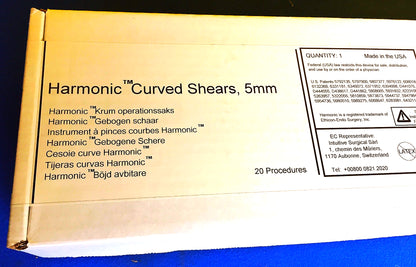 Harmonic™ Curved Shears, 5mm
Harmonic™ Krum operationssaks
Harmonic™ Gebogen schaar
Instrument à pinces courbes Harmonic™
Harmonic™ Gebogene Schere
Cesoie curve Harmonic™
Tijeras curvas Harmonic™
Harmonic™ Böjd avbitare
20 Procedures
QUANTITY: 1 Made in the USA
Federal (USA) law restricts this device for sale, distribution,
and use by or on the order of a physician.
Harmonic is a registered trademark of
Ethicon-Endo Surgery, Inc.
EC Representative:
Intuitive Surgical Sàrl
1, chemin des Mûriers,
1170 Aubonne, Switzerland
Tel +00800 0821 2020
LATEX